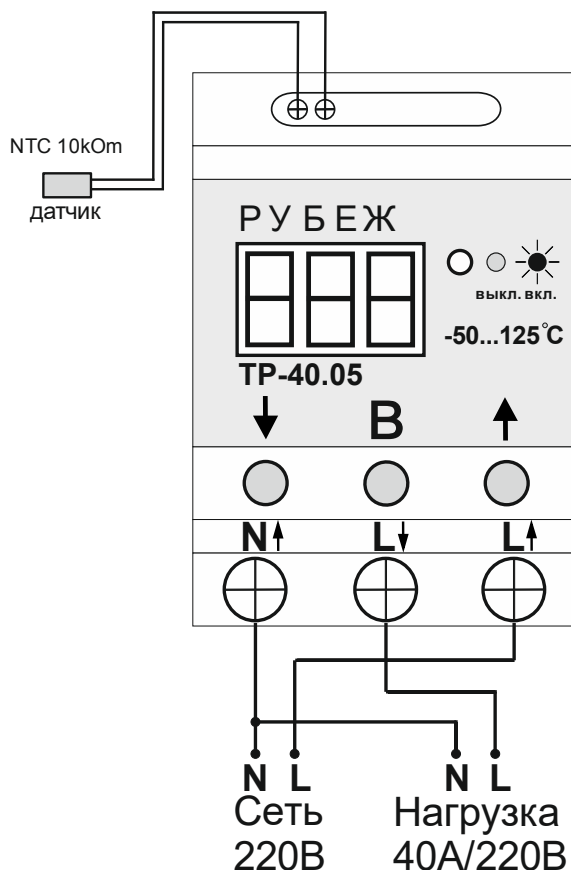 NTC 10kOm
датчик
РУБЕЖ
выкл. вкл.
-50...125°C
ТР-40.05
В
N L L
N L N L
Сеть Нагрузка
220В 40А/220В